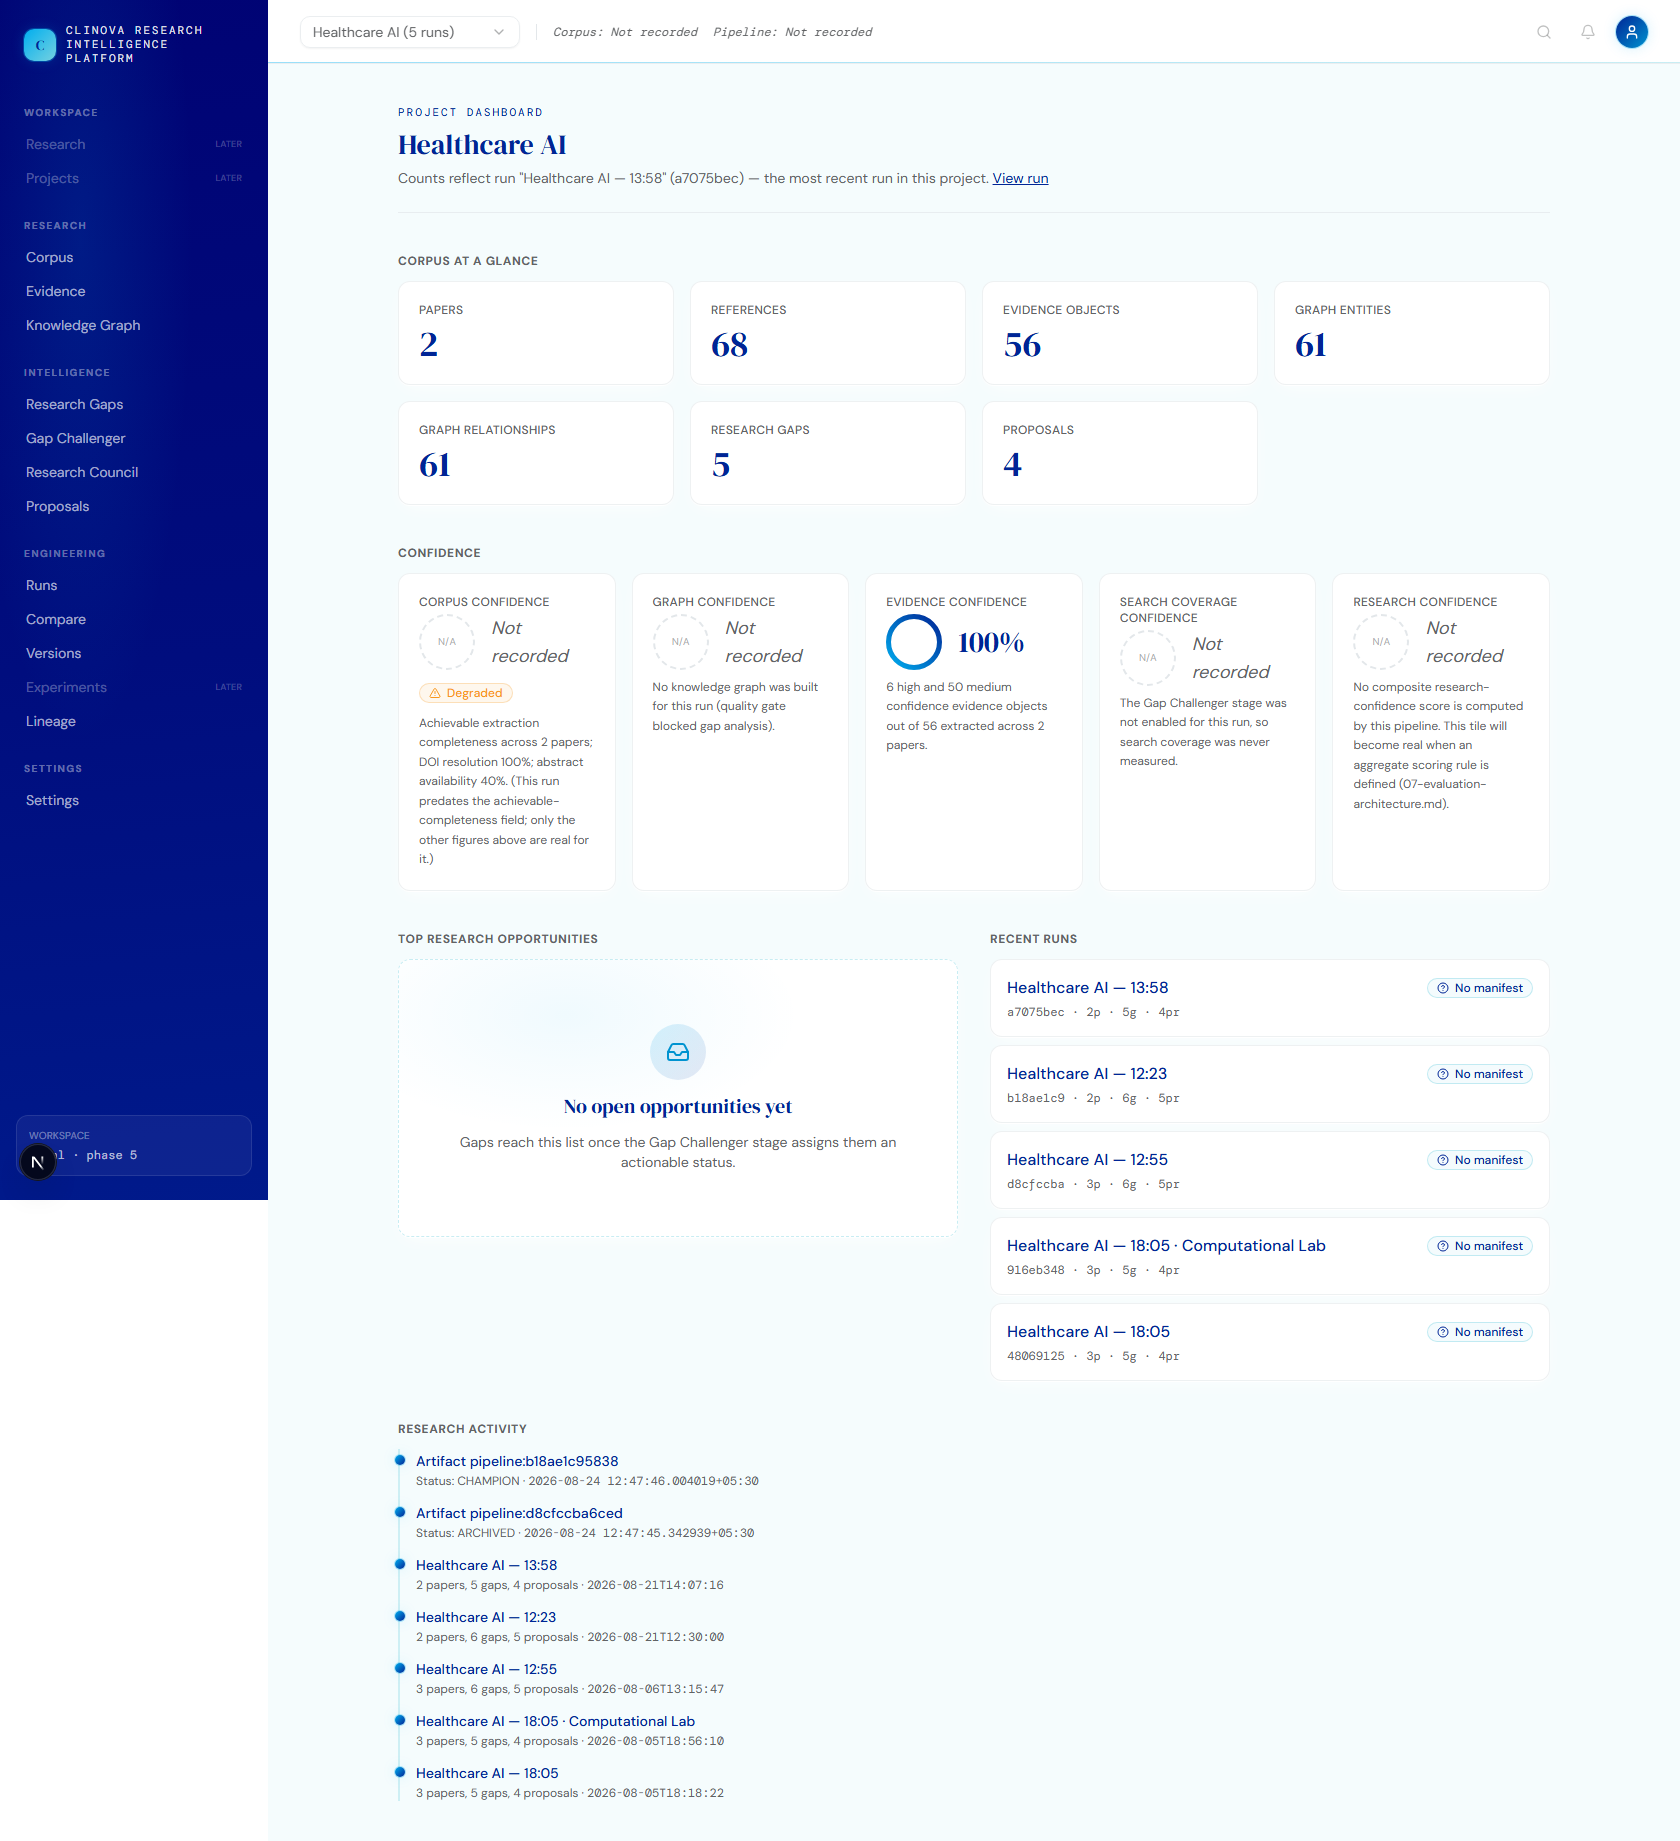 C
CLINOVA RESEARCH
INTELLIGENCE
PLATFORM
WORKSPACE
Research LATER
Projects LATER
RESEARCH
Corpus
Evidence
Knowledge Graph
INTELLIGENCE
Research Gaps
Gap Challenger
Research Council
Proposals
ENGINEERING
Runs
Compare
Versions
Experiments LATER
Lineage
SETTINGS
Settings
WORKSPACE
· phase 5
N
Healthcare AI (5 runs)
Corpus: Not recorded Pipeline: Not recorded
PROJECT DASHBOARD
Healthcare AI
Counts reflect run "Healthcare AI — 13:58" (a7075bec) — the most recent run in this project. View run
CORPUS AT A GLANCE
PAPERS
2
REFERENCES
68
EVIDENCE OBJECTS
56
GRAPH ENTITIES
61
GRAPH RELATIONSHIPS
61
RESEARCH GAPS
5
PROPOSALS
4
CONFIDENCE
CORPUS CONFIDENCE
N/A
Not
recorded
Degraded
Achievable extraction
completeness across 2 papers;
DOI resolution 100%; abstract
availability 40%. (This run
predates the achievable-
completeness field; only the
other figures above are real for
it.)
GRAPH CONFIDENCE
N/A
Not
recorded
No knowledge graph was built
for this run (quality gate
blocked gap analysis).
EVIDENCE CONFIDENCE
100%
6 high and 50 medium
confidence evidence objects
out of 56 extracted across 2
papers.
SEARCH COVERAGE
CONFIDENCE
N/A
Not
recorded
The Gap Challenger stage was
not enabled for this run, so
search coverage was never
measured.
RESEARCH CONFIDENCE
N/A
Not
recorded
No composite research-
confidence score is computed
by this pipeline. This tile will
become real when an
aggregate scoring rule is
defined (07-evaluation-
architecture.md).
TOP RESEARCH OPPORTUNITIES
No open opportunities yet
Gaps reach this list once the Gap Challenger stage assigns them an
actionable status.
RECENT RUNS
Healthcare AI — 13:58
No manifest
a7075bec · 2p · 5g · 4pr
Healthcare AI — 12:23
No manifest
b18ae1c9 · 2p · 6g · 5pr
Healthcare AI — 12:55
No manifest
d8cfccba · 3p · 6g · 5pr
Healthcare AI — 18:05 · Computational Lab
No manifest
916eb348 · 3p · 5g · 4pr
Healthcare AI — 18:05
No manifest
48069125 · 3p · 5g · 4pr
RESEARCH ACTIVITY
Artifact pipeline:b18ae1c95838
Status: CHAMPION · 2026-08-24 12:47:46.004019+05:30
Artifact pipeline:d8cfccba6ced
Status: ARCHIVED · 2026-08-24 12:47:45.342939+05:30
Healthcare AI — 13:58
2 papers, 5 gaps, 4 proposals · 2026-08-21T14:07:16
Healthcare AI — 12:23
2 papers, 6 gaps, 5 proposals · 2026-08-21T12:30:00
Healthcare AI — 12:55
3 papers, 6 gaps, 5 proposals · 2026-08-06T13:15:47
Healthcare AI — 18:05 · Computational Lab
3 papers, 5 gaps, 4 proposals · 2026-08-05T18:56:10
Healthcare AI — 18:05
3 papers, 5 gaps, 4 proposals · 2026-08-05T18:18:22